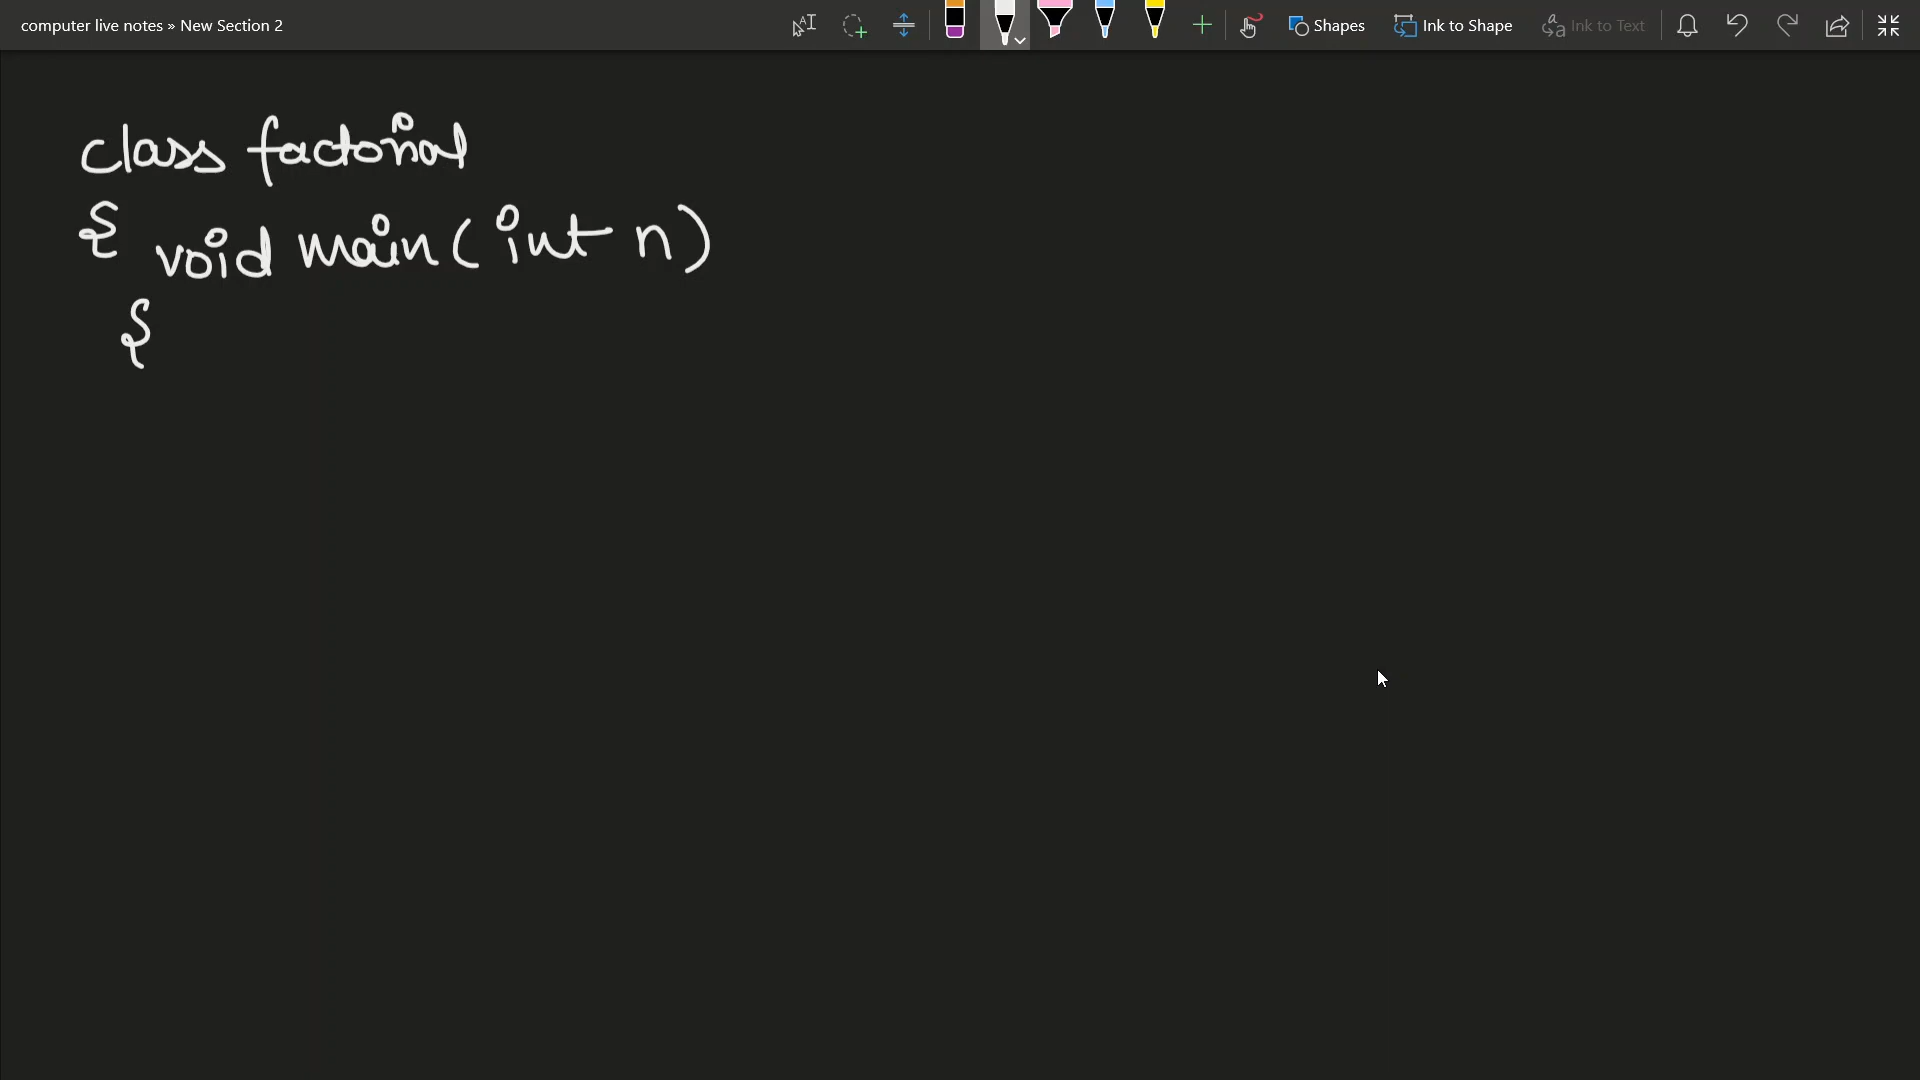 computer live notes » New Section 2
Shapes
Ink to Shape
Ink to Text
class factorial
{ void main(int n)
{